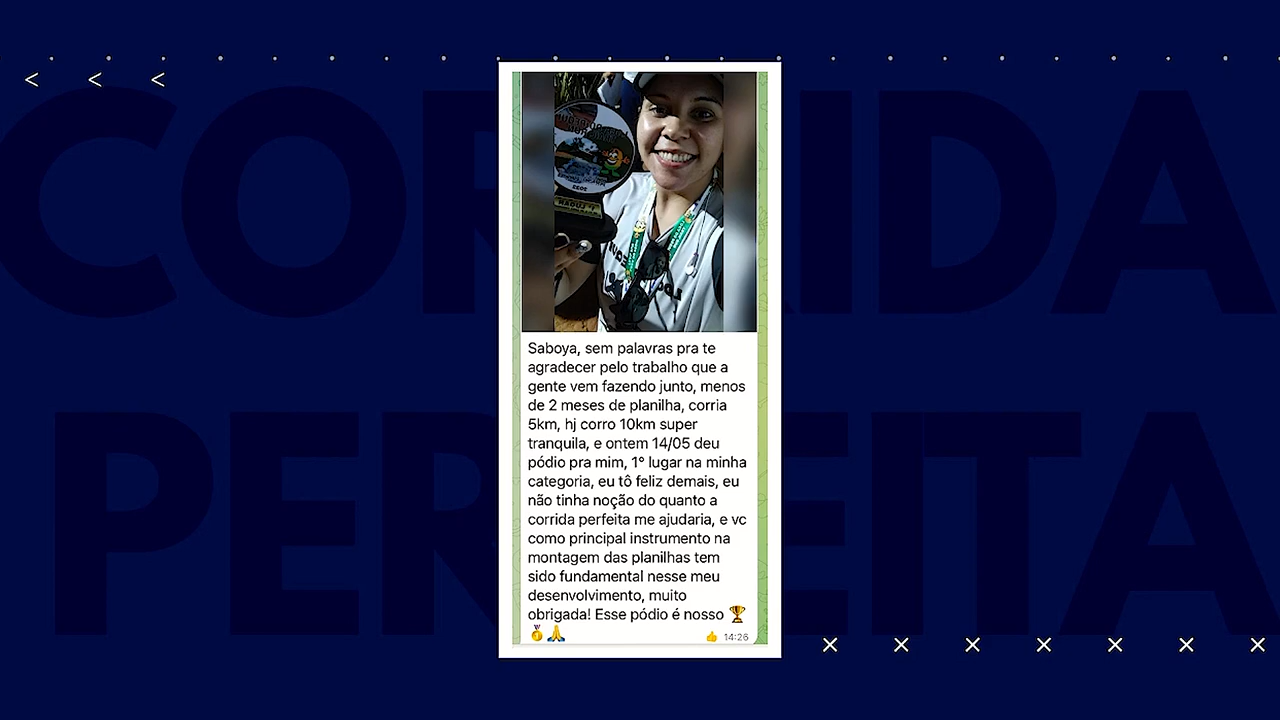 CORRIDA
PERFEITA
Saboya, sem palavras pra te
agradecer pelo trabalho que a
gente vem fazendo junto, menos
de 2 meses de planilha, corria
5km, hj corro 10km super
tranquila, e ontem 14/05 deu
pódio pra mim, 1° lugar na minha
categoria, eu tô feliz demais, eu
não tinha noção do quanto a
corrida perfeita me ajudaria, e vc
como principal instrumento na
montagem das planilhas tem
sido fundamental nesse meu
desenvolvimento, muito
obrigada! Esse pódio é nosso 🏆
🏅🙏 👍 14:26